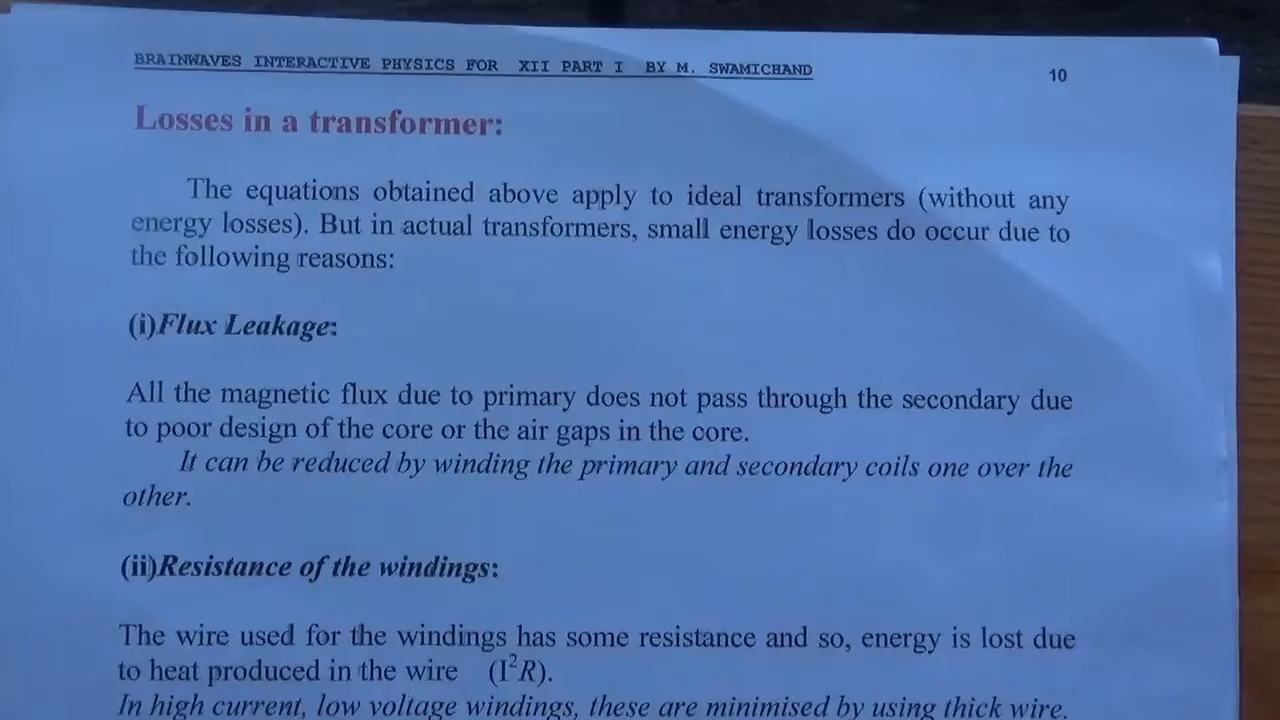 BRAINWAVES INTERACTIVE PHYSICS FOR XII PART I BY M. SWAMICHAND 10
Losses in a transformer:
The equations obtained above apply to ideal transformers (without any
energy losses). But in actual transformers, small energy losses do occur due to
the following reasons:
(i)Flux Leakage:
All the magnetic flux due to primary does not pass through the secondary due
to poor design of the core or the air gaps in the core.
It can be reduced by winding the primary and secondary coils one over the
other.
(ii)Resistance of the windings:
The wire used for the windings has some resistance and so, energy is lost due
to heat produced in the wire (I²R).
In high current, low voltage windings, these are minimised by using thick wire.